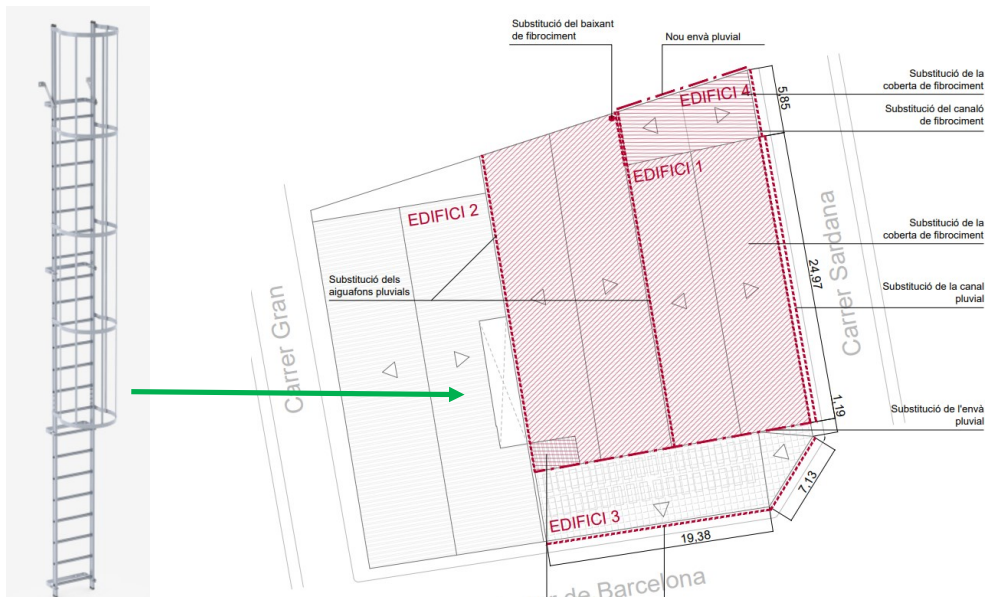 Substitució del baixant
de fibrociment
Nou envà pluvial
Substitució de la
coberta de fibrociment
Substitució del canaló
de fibrociment
EDIFICI 4
5,85
EDIFICI 1
EDIFICI 2
Substitució dels
aiguafons pluvials
Substitució de la
coberta de fibrociment
24,97
Substitució de la canal
pluvial
Carrer Gran
Carrer Sardana
1,19
Substitució de l'envà
pluvial
7,13
EDIFICI 3
19,38
de Barcelona